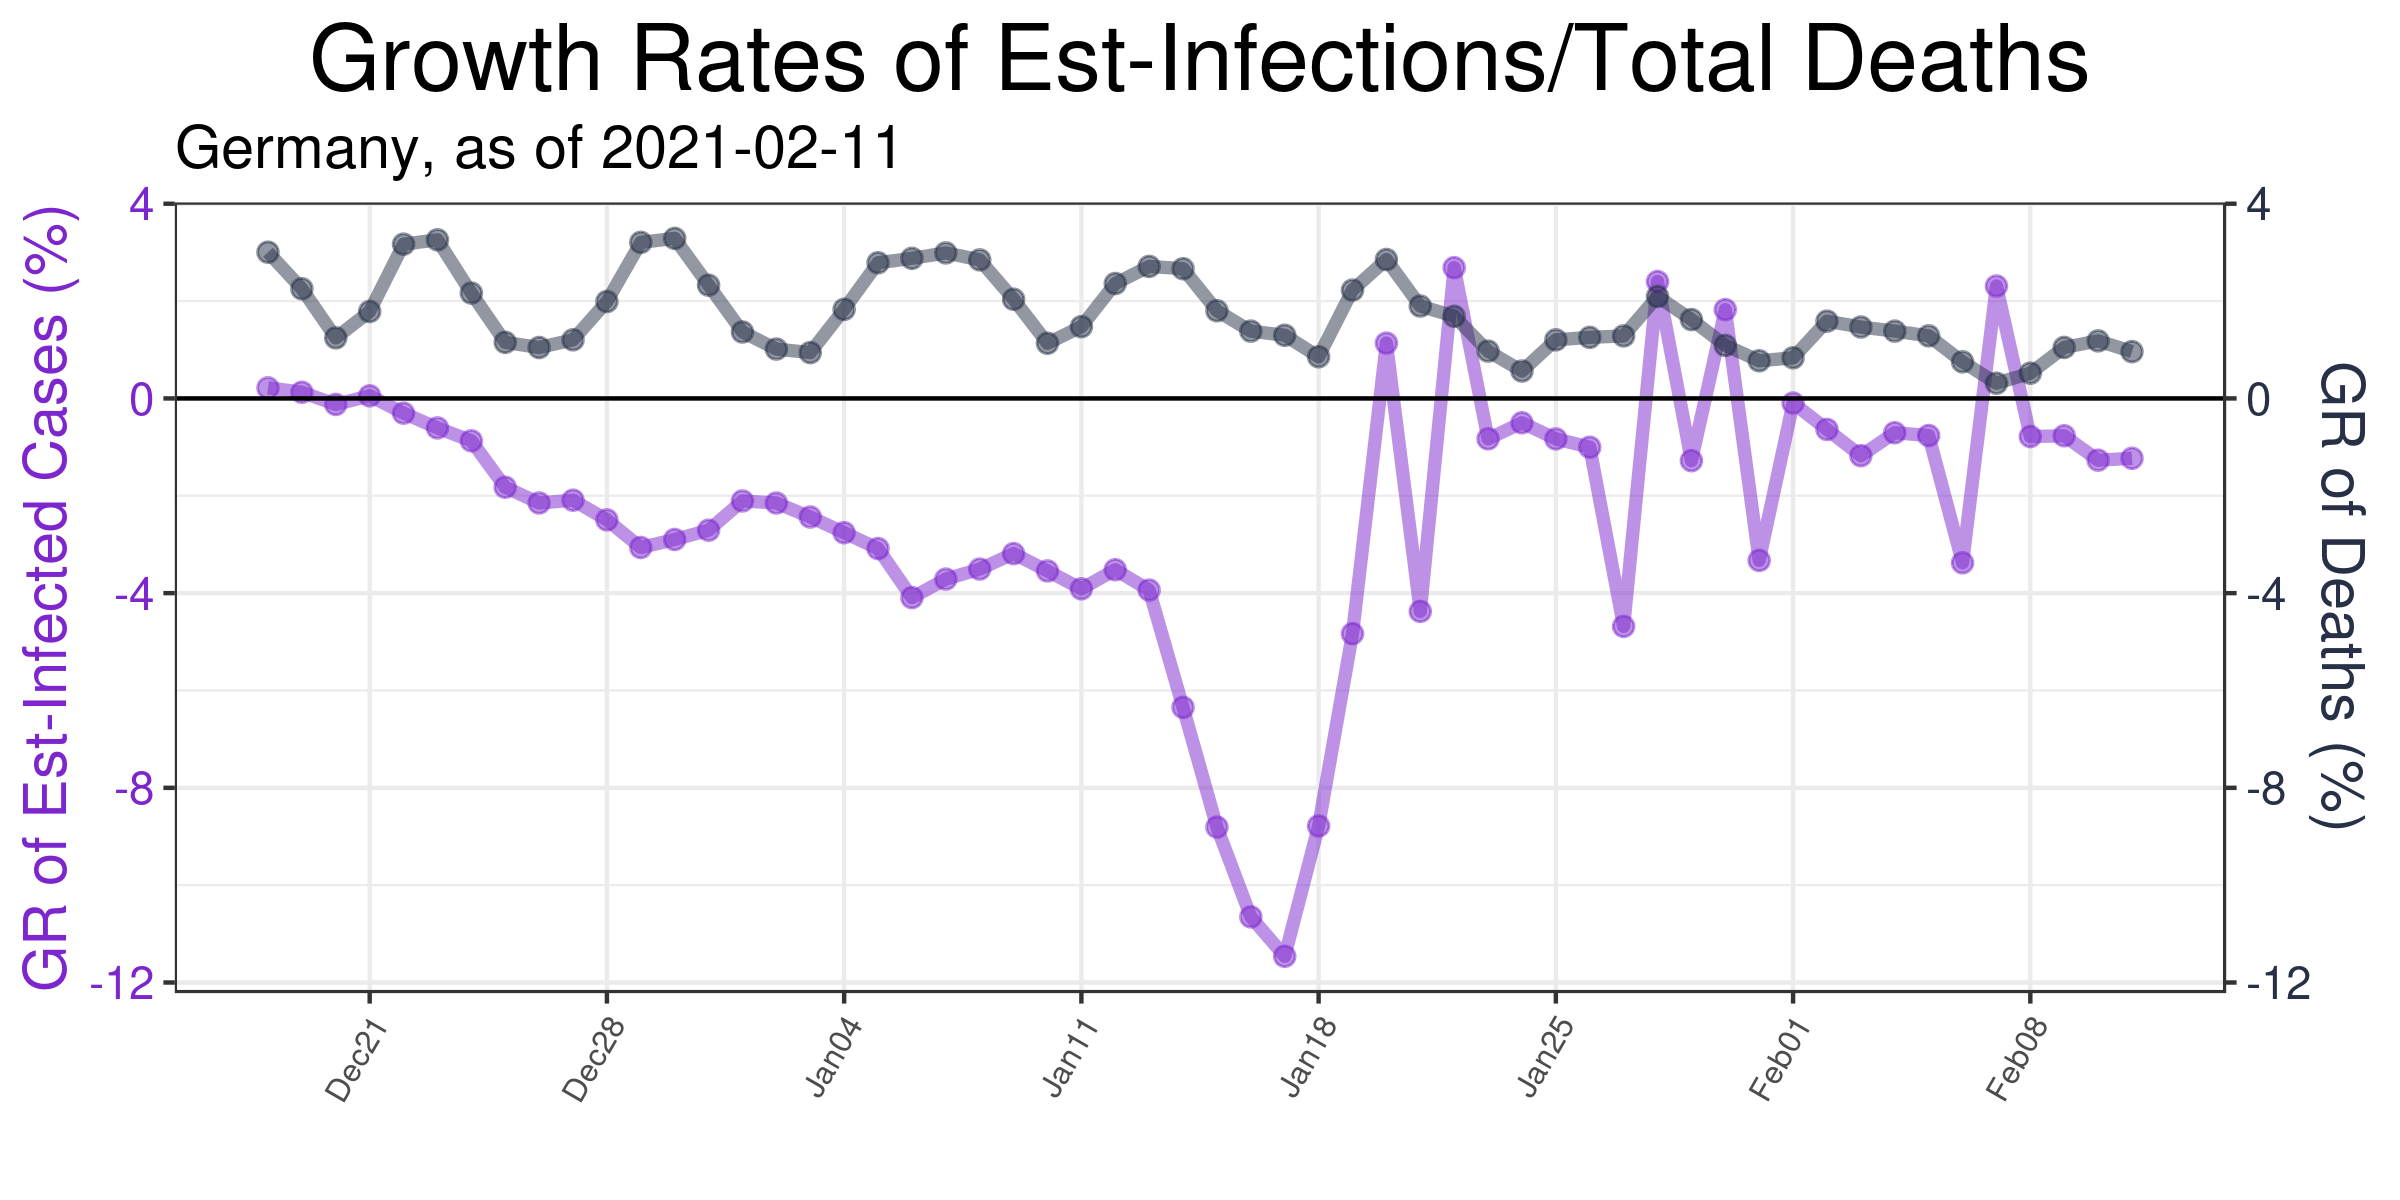 Growth Rates of Est-Infections/Total Deaths
Germany, as of 2021-02-11
GR of Est-Infected Cases (%)
4
0
-4
-8
-12
4
0
-4
-8
-12
GR of Deaths (%)
Dec21
Dec28
Jan04
Jan11
Jan18
Jan25
Feb01
Feb08